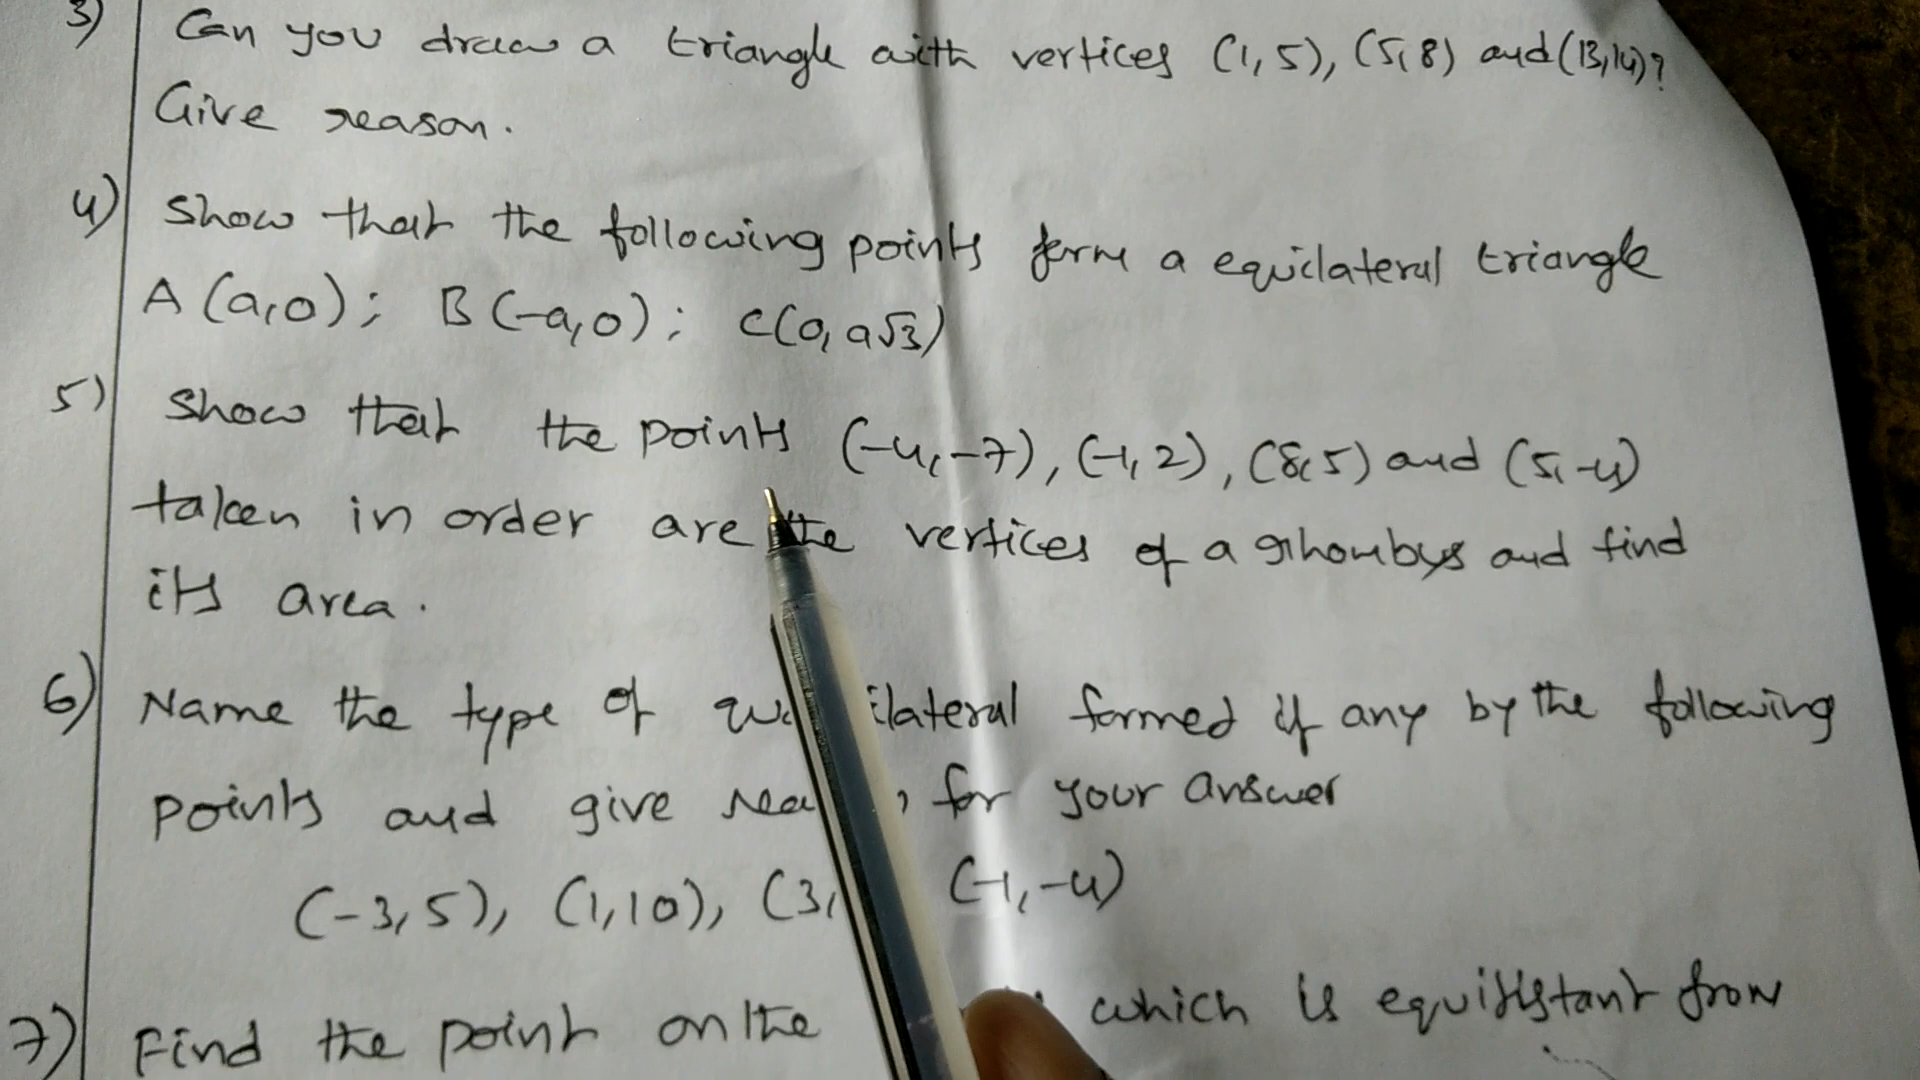 3) Can you draw a triangle with vertices (1,5), (5,8) and (13,14)?
Give reason.
4) Show that the following points form a equilateral triangle
A (a,0); B (-a,0); C(0, a√3)
5) Show that the points (-4,-7), (-1,2), (8,5) and (5,-4)
taken in order are the vertices of a rhombus and find
its area.
6) Name the type of formed if any by the following
points and give for your answer
(-3,5), (1,10), (3, (-1,-4)
7) Find the point on the which is equidistant from